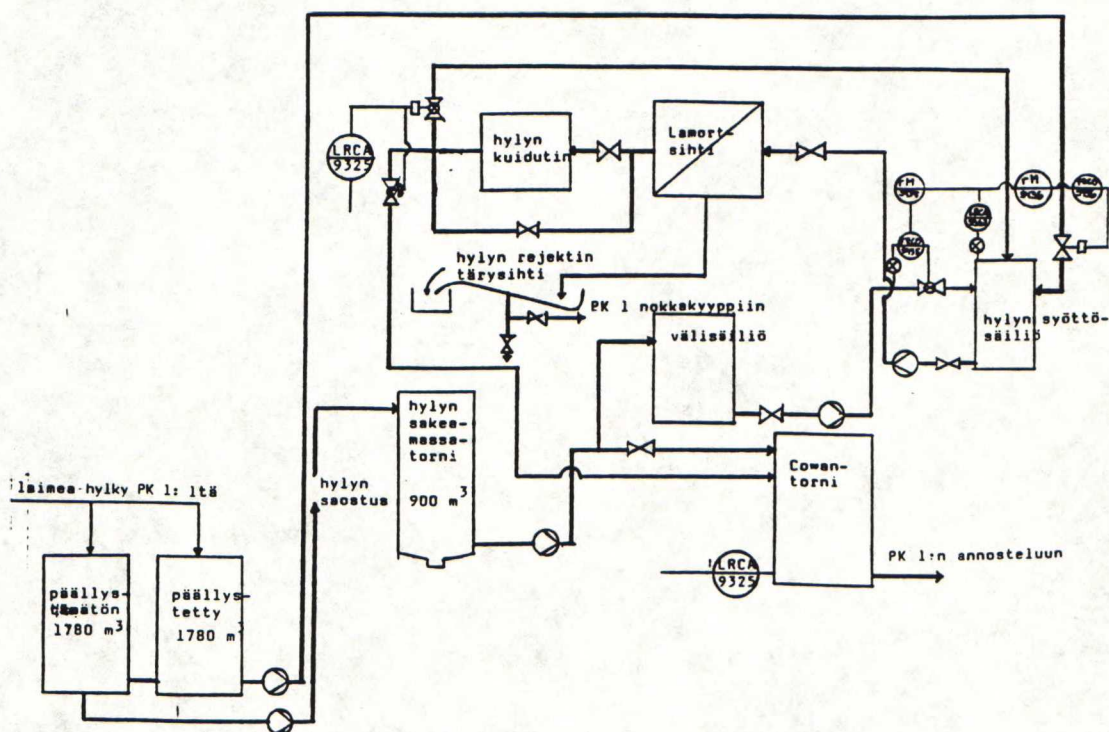 LRCA
9325
hylyn
kuidutin
Lamort-
sihti
hylyn rejektin
tärysihti
PK 1 nokkakyyppiin
välisäiliö
hylyn syöttö-
säiliö
hylyn
sakea-
massa-
torni
900 m³
hylyn
saostus
Cowan-
torni
laimea hylky PK 1: ltä
LRCA
9325
PK 1:n annosteluun
päällys-
tämätön
1780 m³
päällys-
tetty
1780 m³